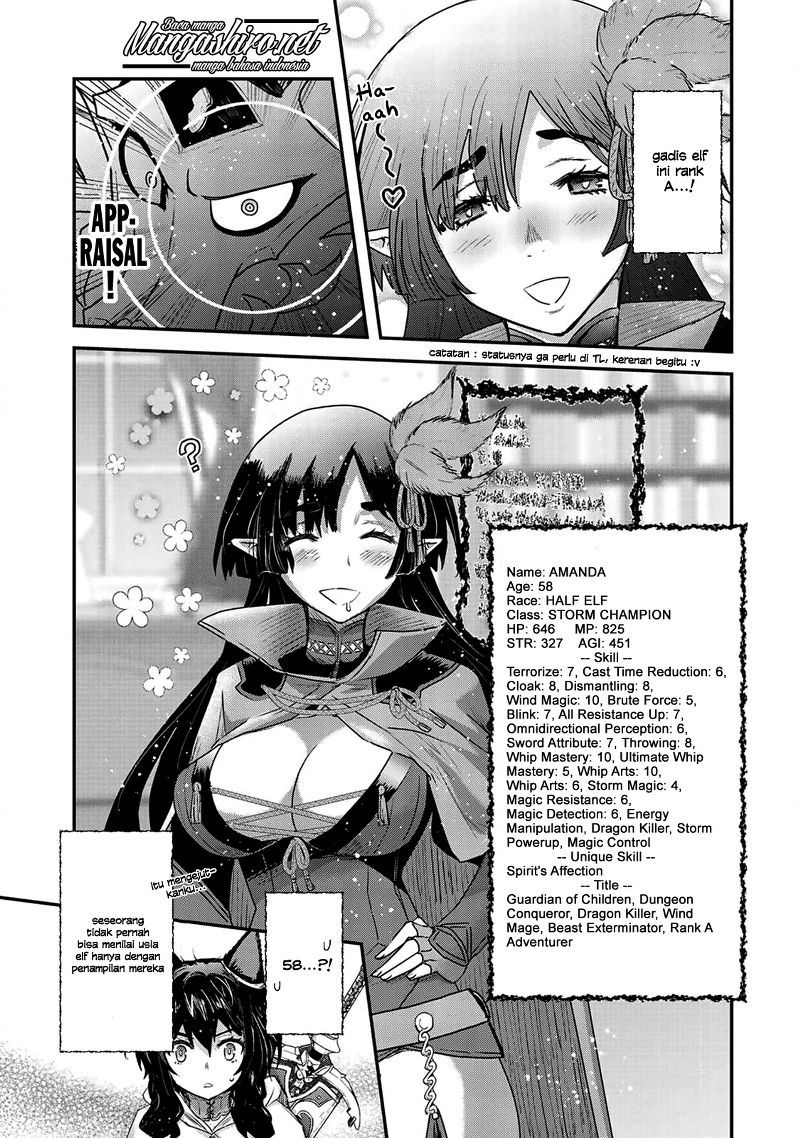 Baca manga
Mangashiro.net
manga bahasa indonesia
Ha-
aah
gadis elf
ini rank
A...!
APP-
RAISAL
!
catatan : statusnya ga perlu di TL, kerenan begitu :v
?
Name: AMANDA
Age: 58
Race: HALF ELF
Class: STORM CHAMPION
HP: 646 MP: 825
STR: 327 AGI: 451
-- Skill --
Terrorize: 7, Cast Time Reduction: 6,
Cloak: 8, Dismantling: 8,
Wind Magic: 10, Brute Force: 5,
Blink: 7, All Resistance Up: 7,
Omnidirectional Perception: 6,
Sword Attribute: 7, Throwing: 8,
Whip Mastery: 10, Ultimate Whip
Mastery: 5, Whip Arts: 10,
Whip Arts: 6, Storm Magic: 4,
Magic Resistance: 6,
Magic Detection: 6, Energy
Manipulation, Dragon Killer, Storm
Powerup, Magic Control
-- Unique Skill --
Spirit's Affection
-- Title --
Guardian of Children, Dungeon
Conqueror, Dragon Killer, Wind
Mage, Beast Exterminator, Rank A
Adventurer
itu mengejut-
kanku...
seseorang
tidak pernah
bisa menilai usia
elf hanya dengan
penampilan mereka
58...?!